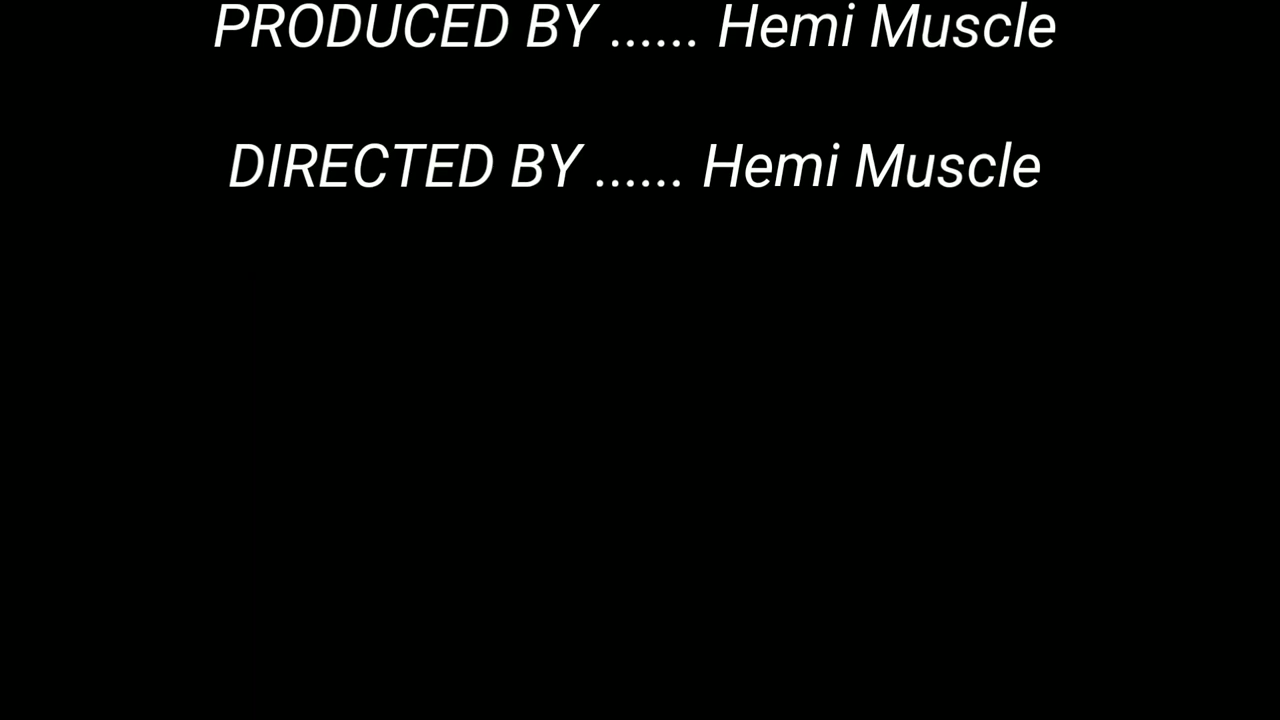 PRODUCED BY ...... Hemi Muscle
DIRECTED BY ...... Hemi Muscle